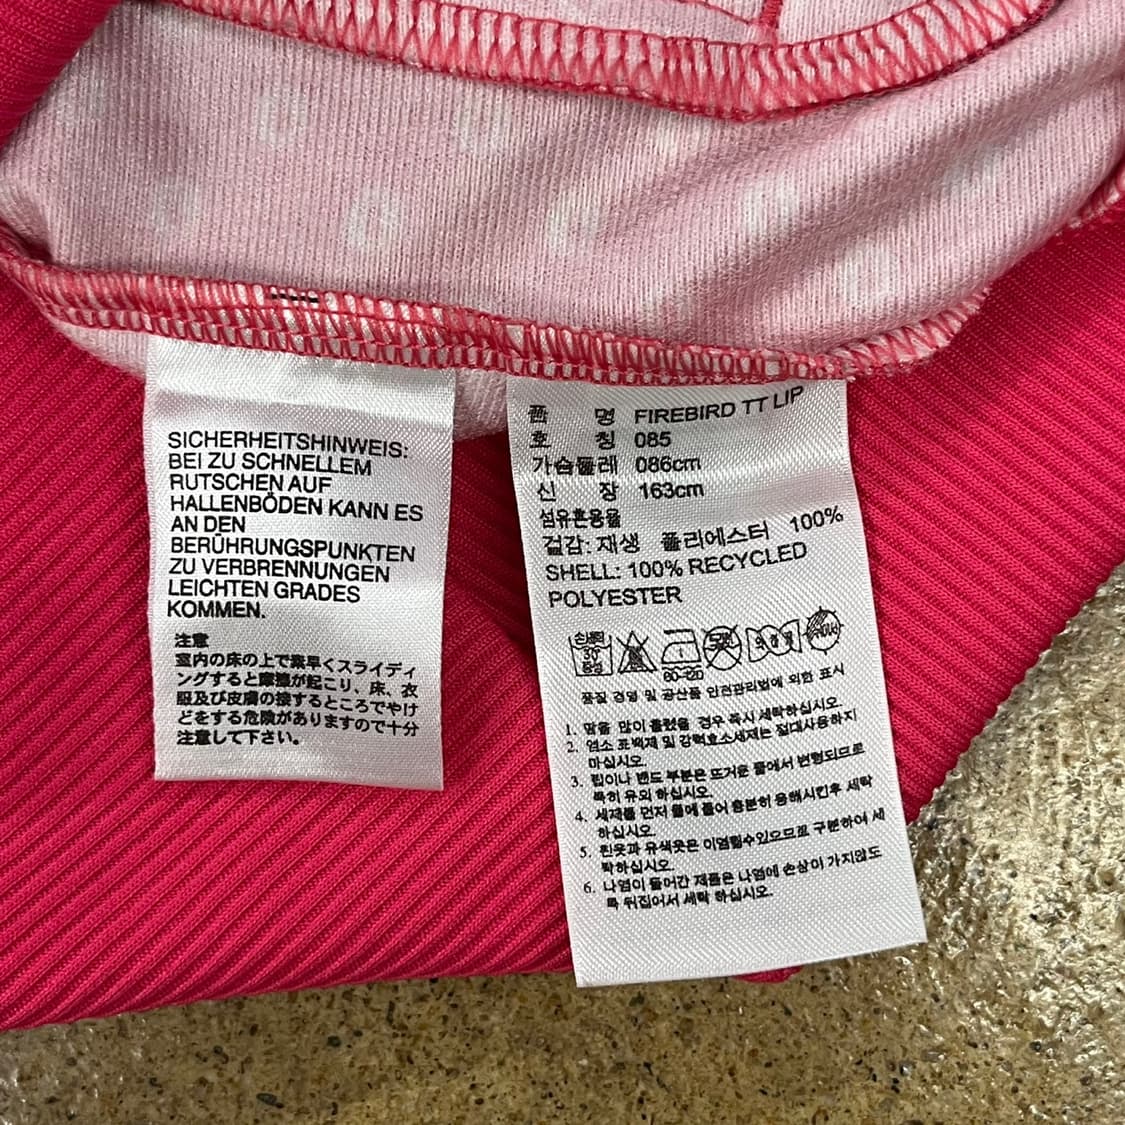 SICHERHEITSHINWEIS:
BEI ZU SCHNELLEM
RUTSCHEN AUF
HALLENBÖDEN KANN ES
AN DEN
BERÜHRUNGSPUNKTEN
ZU VERBRENNUNGEN
LEICHTEN GRADES
KOMMEN.
注意
室内の床の上で素早くスライディ
ングすると摩擦が起こり、床、衣
服及び皮膚の接するところでやけ
どをする危険がありますので十分
注意して下さい。
품 명 FIREBIRD TT LIP
호 칭 085
가슴둘레 086cm
신 장 163cm
섬유혼용율
겉감: 재생 폴리에스터 100%
SHELL: 100% RECYCLED
POLYESTER
손세탁
30°
중성
80-120
품질 경영 및 공산품 안전관리법에 의한 표시
1. 땀을 많이 흘렸을 경우 즉시 세탁하십시오.
2. 염소 표백제 및 강력효소세제는 절대사용하지
마십시오.
3. 립이나 밴드 부분은 뜨거운 물에서 변형되므로
특히 유의 하십시오.
4. 세제를 먼저 물에 풀어 충분히 용해시킨후 세탁
하십시오.
5. 흰옷과 유색옷은 이염될수있으므로 구분하여 세
탁하십시오.
6. 나염이 들어간 제품은 나염에 손상이 가지않도
록 뒤집어서 세탁 하십시오.